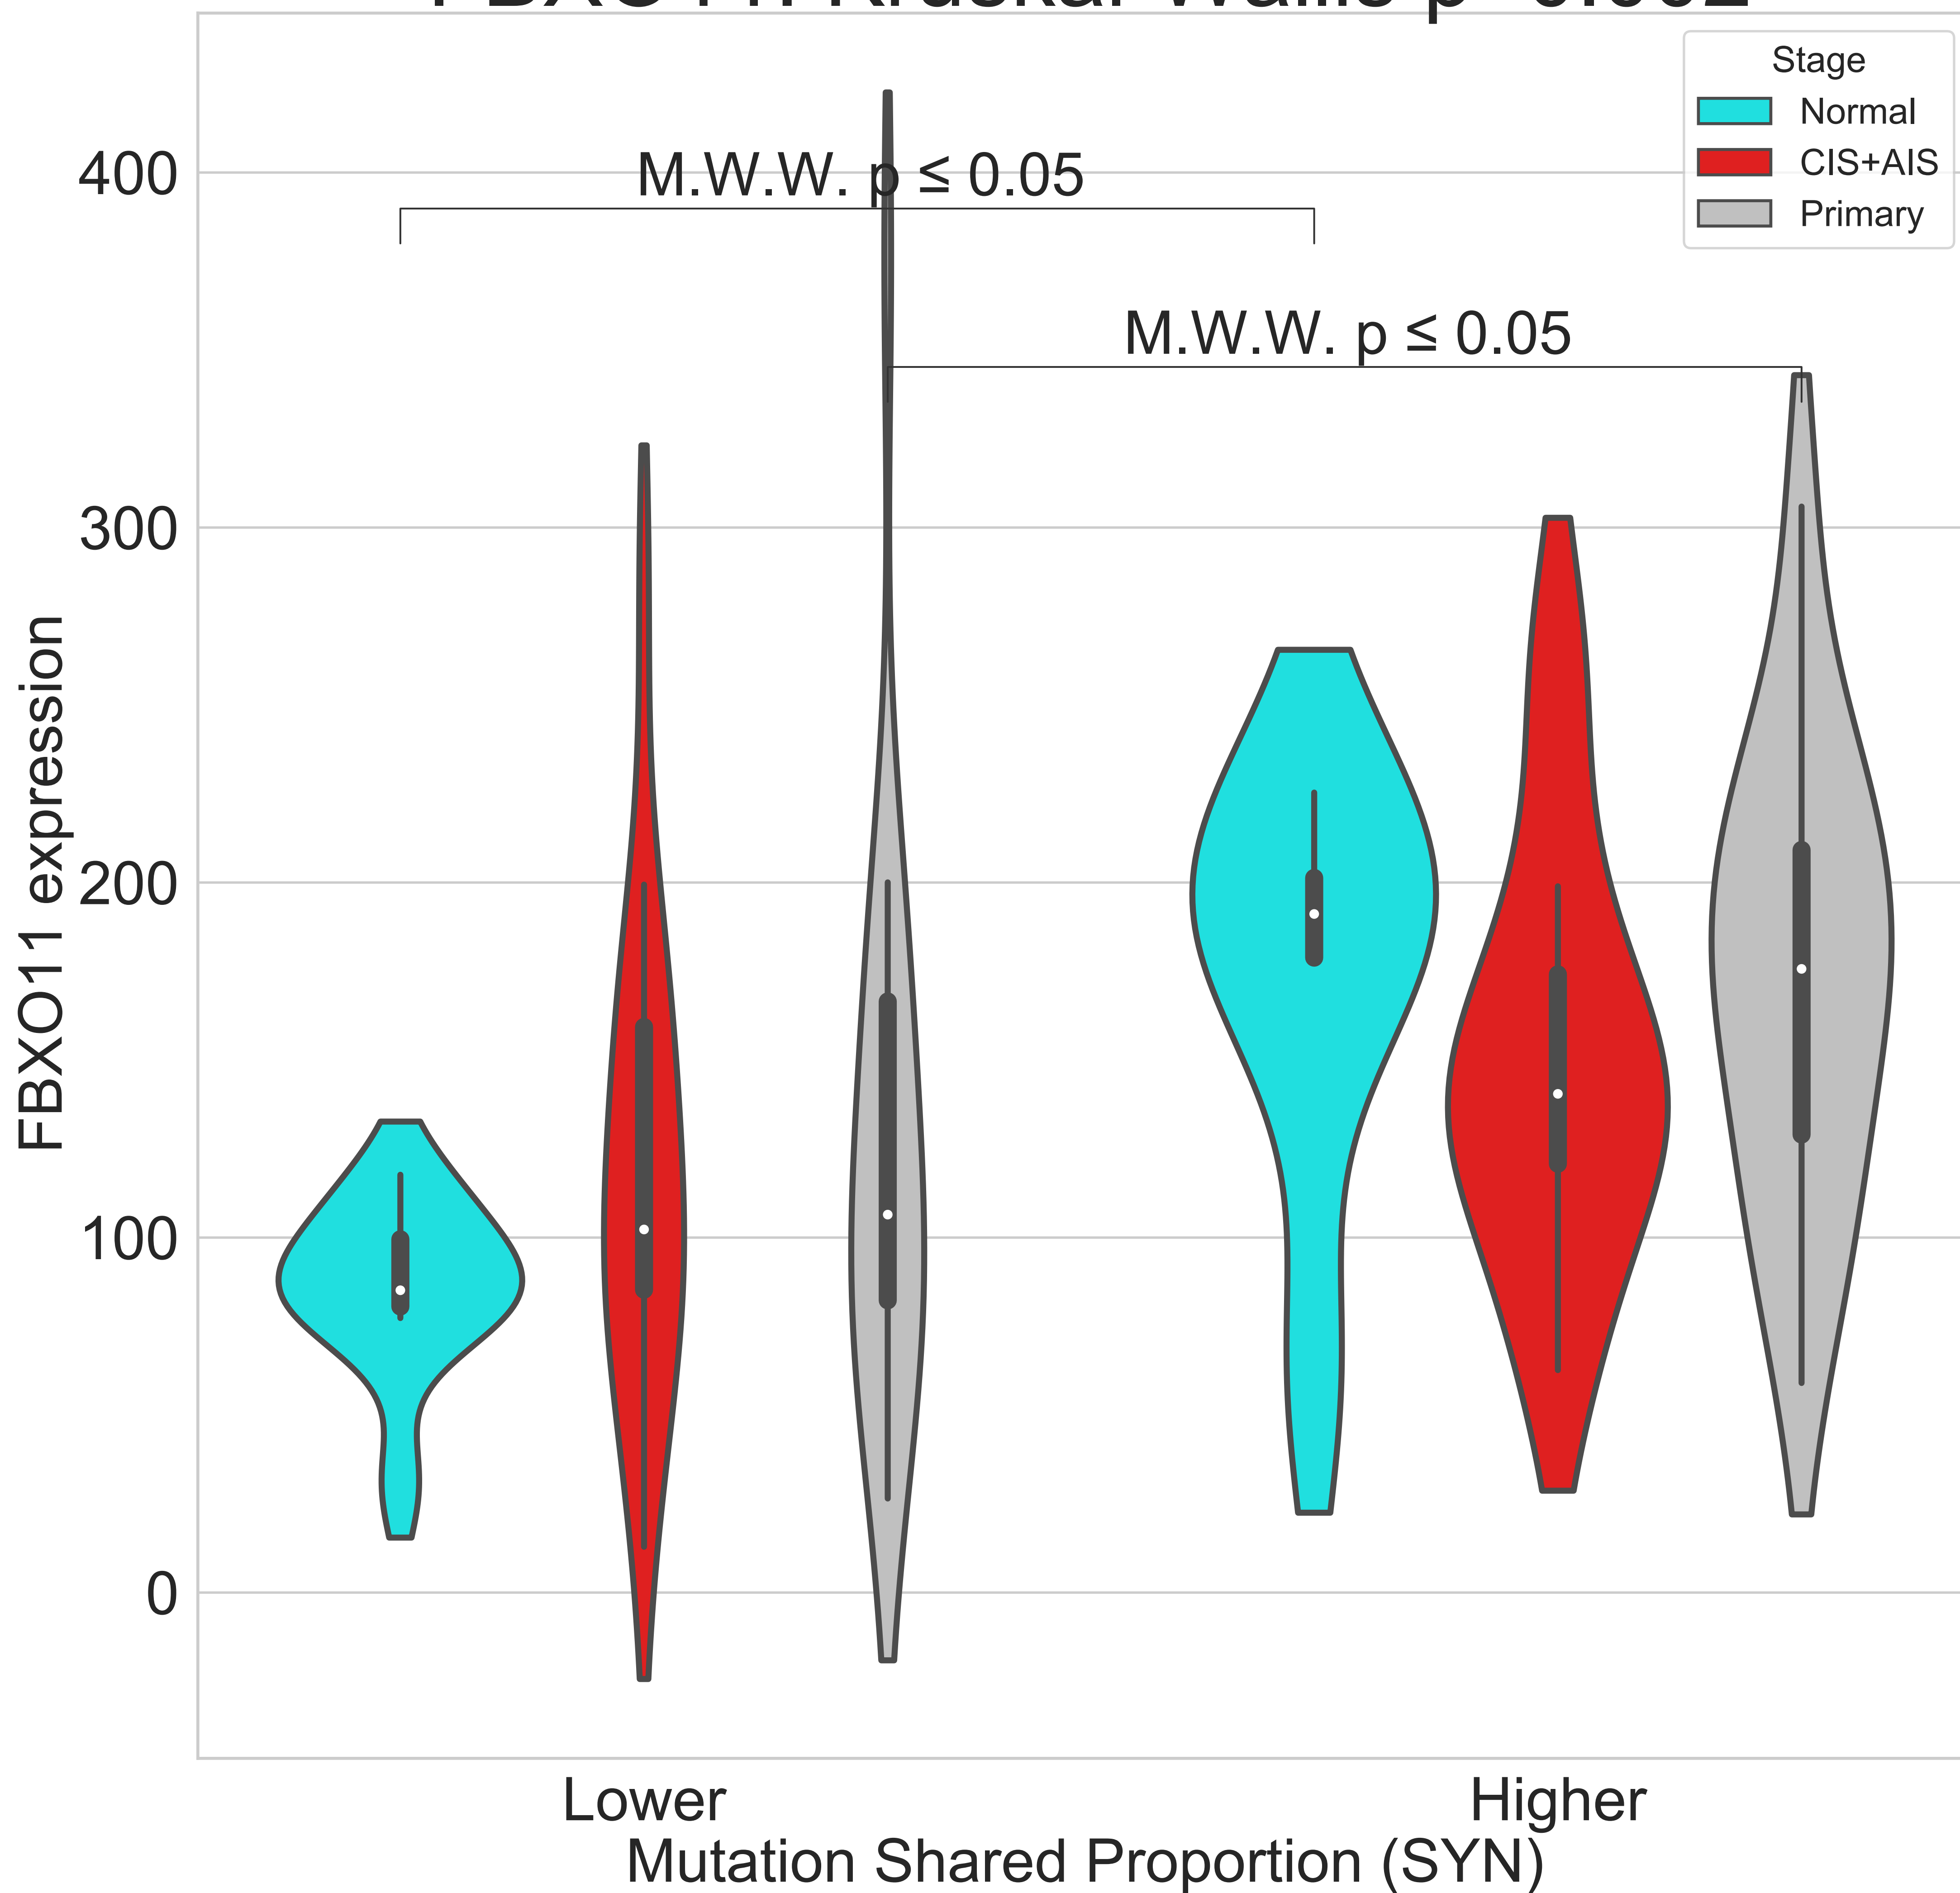 Stage
Normal
CIS+AIS
Primary
M.W.W. p ≤ 0.05
M.W.W. p ≤ 0.05
400
300
200
100
0
FBXO11 expression
Lower
Higher
Mutation Shared Proportion (SYN)